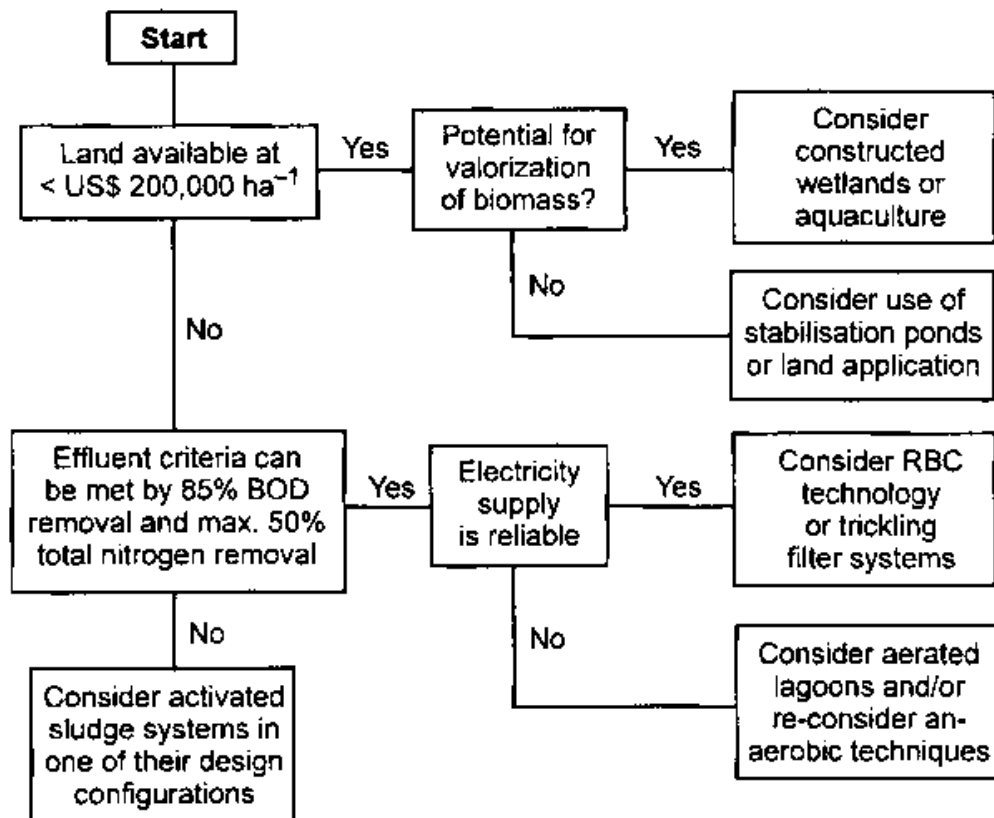 Start
Land available at
< US$ 200,000 ha⁻¹
Yes
Potential for
valorization
of biomass?
Yes
Consider
constructed
wetlands or
aquaculture
No
Consider use of
stabilisation ponds
or land application
No
Effluent criteria can
be met by 85% BOD
removal and max. 50%
total nitrogen removal
Yes
Electricity
supply
is reliable
Yes
Consider RBC
technology
or trickling
filter systems
No
Consider aerated
lagoons and/or
re-consider an-
aerobic techniques
No
Consider activated
sludge systems in
one of their design
configurations